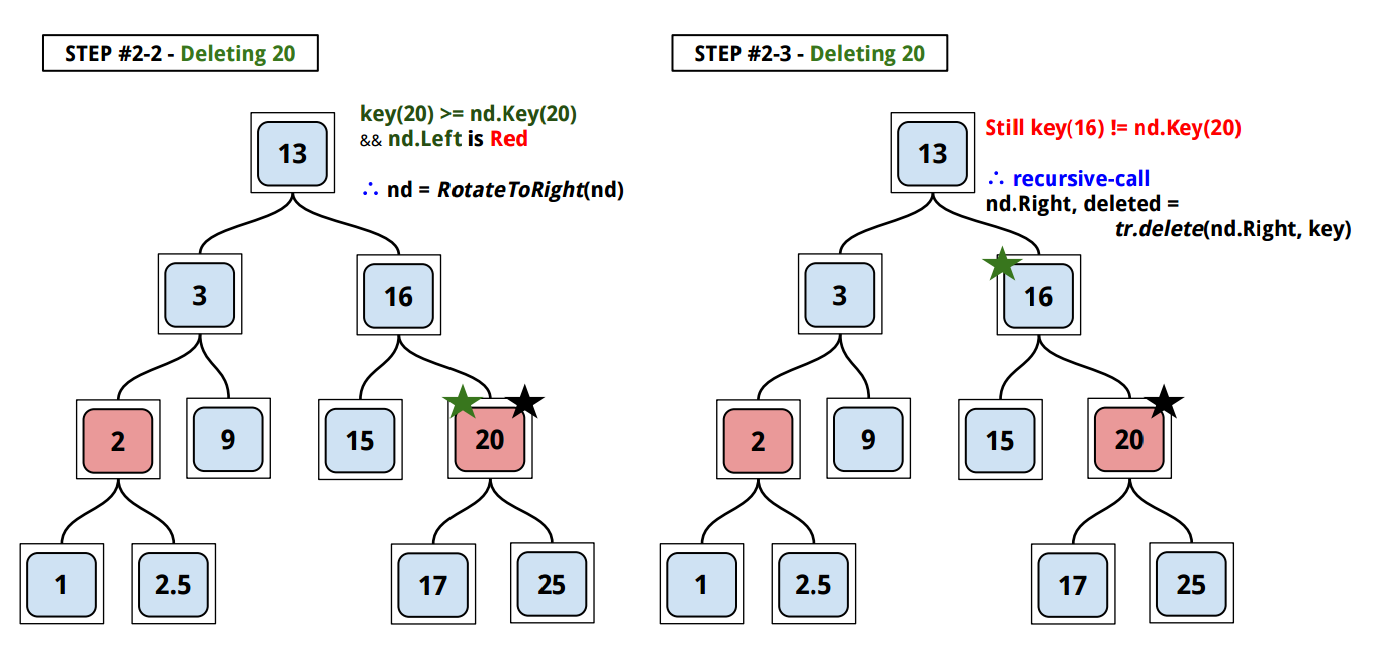 STEP #2-2 - Deleting 20
key(20) >= nd.Key(20)
&& nd.Left is Red
∴ nd = RotateToRight(nd)
13
3
16
2
9
15
20
1
2.5
17
25
STEP #2-3 - Deleting 20
Still key(16) != nd.Key(20)
∴ recursive-call
nd.Right, deleted =
tr.delete(nd.Right, key)
13
3
16
2
9
15
20
1
2.5
17
25